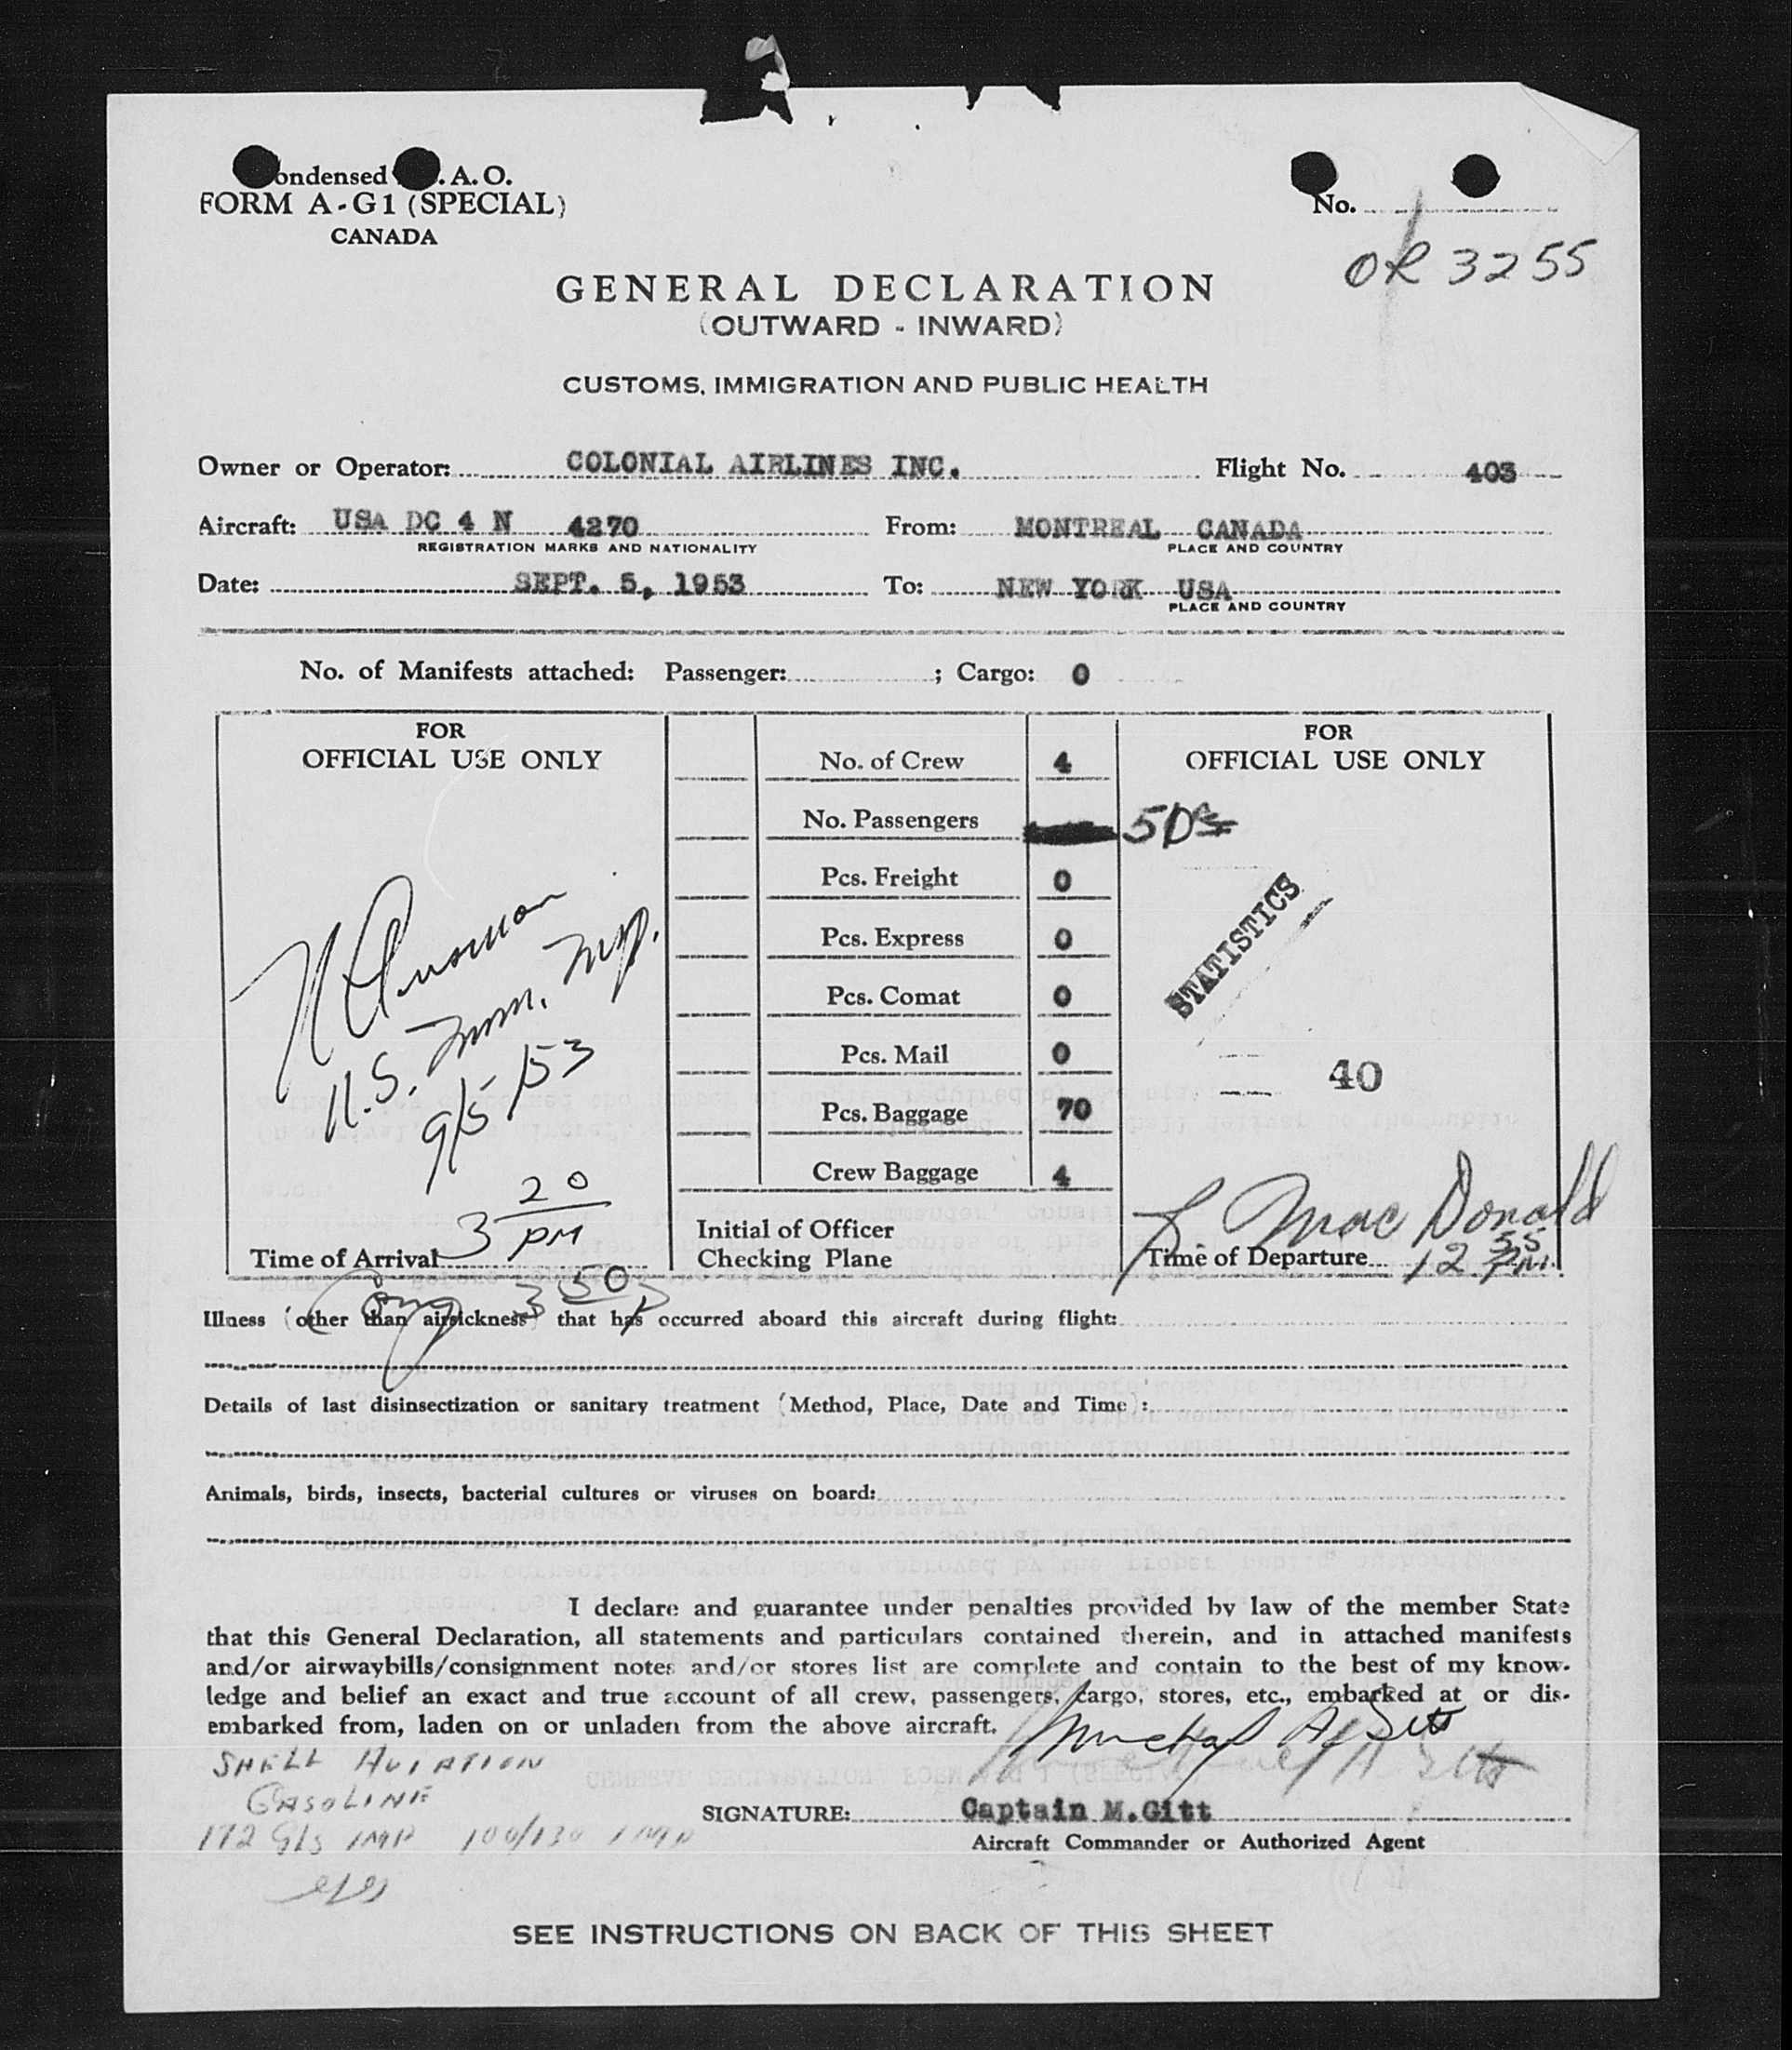 ondensed . A. O.
FORM A-G1 (SPECIAL)
CANADA
No.
OR 3255
GENERAL DECLARATION
(OUTWARD - INWARD)
CUSTOMS, IMMIGRATION AND PUBLIC HEALTH
Owner or Operator: COLONIAL AIRLINES INC. Flight No. 403
Aircraft: USA DC 4 N 4270 From: MONTREAL CANADA
REGISTRATION MARKS AND NATIONALITY PLACE AND COUNTRY
Date: SEPT. 5, 1953 To: NEW YORK USA
PLACE AND COUNTRY
No. of Manifests attached: Passenger: ; Cargo: 0
FOR
OFFICIAL USE ONLY
No. of Crew 4
FOR
OFFICIAL USE ONLY
No. Passengers
Pcs. Freight 0
Pcs. Express 0
STATISTICS
Pcs. Comat 0
U.S. Imm. Insp.
9/5/53
Pcs. Mail 0
40
Pcs. Baggage 70
Crew Baggage 4
Time of Arrival 3 20 PM
Initial of Officer
Checking Plane
L. MacDonald
Time of Departure 12 55 P.M.
3 50 P
Illness (other than airsickness) that has occurred aboard this aircraft during flight:
Details of last disinsectization or sanitary treatment (Method, Place, Date and Time):
Animals, birds, insects, bacterial cultures or viruses on board:
I declare and guarantee under penalties provided by law of the member State
that this General Declaration, all statements and particulars contained therein, and in attached manifests
and/or airwaybills/consignment notes and/or stores list are complete and contain to the best of my know-
ledge and belief an exact and true account of all crew, passengers, cargo, stores, etc., embarked at or dis-
embarked from, laden on or unladen from the above aircraft.
Michael A Gitt
SHELL AVIATION
GASOLINE
172 Gls IMP 100/130 IMP
SIGNATURE: Captain M.Gitt
Aircraft Commander or Authorized Agent
SEE INSTRUCTIONS ON BACK OF THIS SHEET